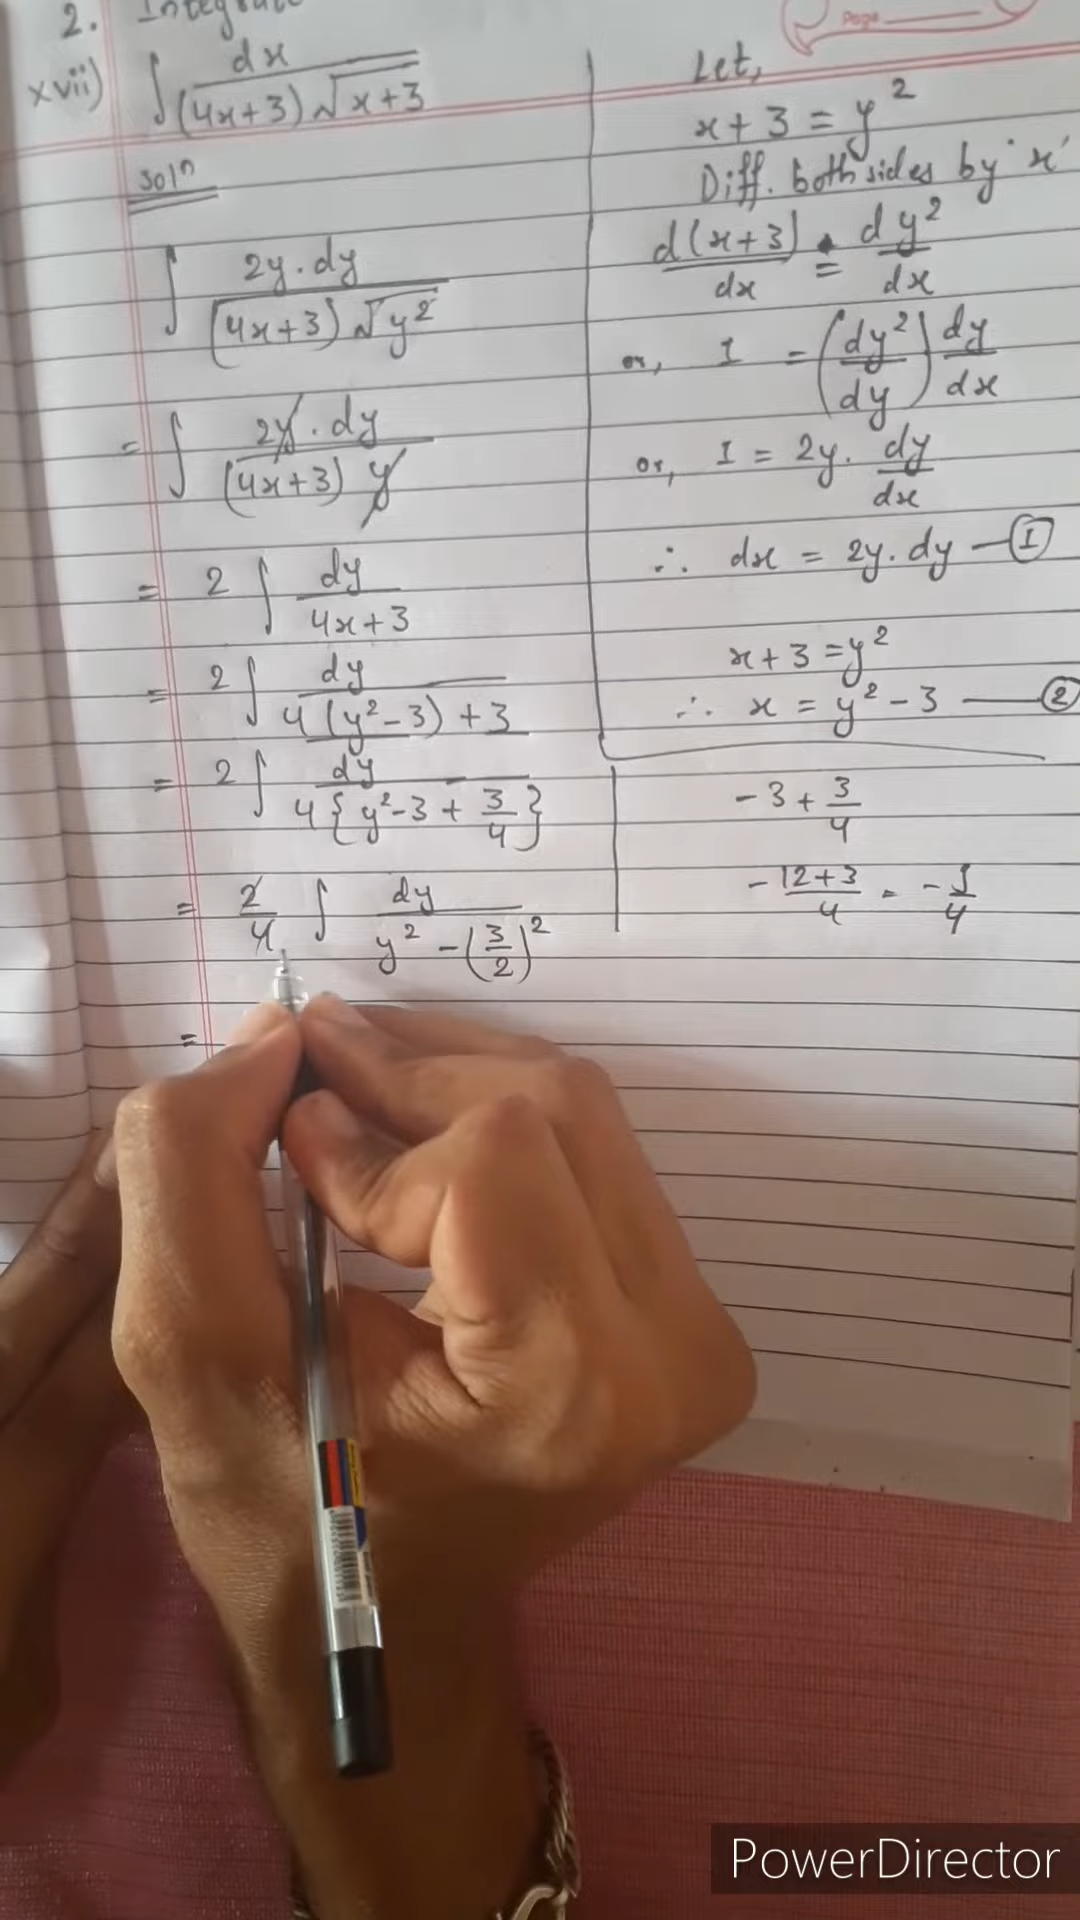 2. Integrate
Page
xvii) ∫ dx / (4x+3)√x+3
Soln
∫ 2y.dy / (4x+3)√y²
= ∫ 2y.dy / (4x+3) y
= 2 ∫ dy / 4x+3
= 2 ∫ dy / 4(y²-3)+3
= 2 ∫ dy / 4{y²-3+3/4}
= 2/4 ∫ dy / y²-(3/2)²
=
Let,
x+3 = y²
Diff. both sides by 'x'
d(x+3)/dx = dy²/dx
or, 1 = (dy²/dy) dy/dx
or, 1 = 2y. dy/dx
∴ dx = 2y.dy —①
x+3 = y²
∴ x = y²-3 —②
-3+3/4
-12+3/4 = -9/4
PowerDirector